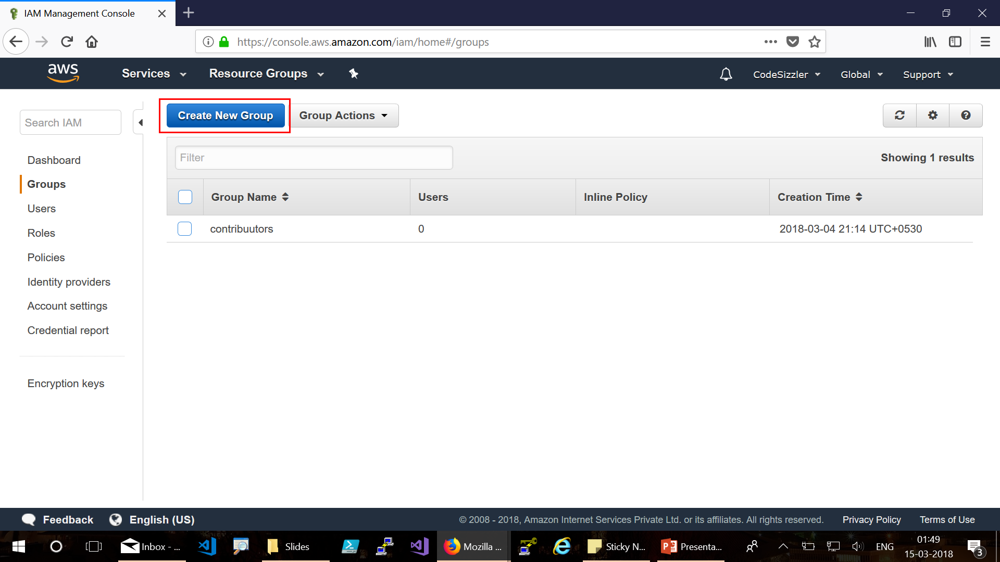 IAM Management Console
https://console.aws.amazon.com/iam/home#/groups
aws Services Resource Groups CodeSizzler Global Support
Search IAM
Dashboard
Groups
Users
Roles
Policies
Identity providers
Account settings
Credential report
Encryption keys
Create New Group Group Actions
Filter Showing 1 results
Group Name Users Inline Policy Creation Time
contribuutors 0 2018-03-04 21:14 UTC+0530
Feedback English (US) © 2008 - 2018, Amazon Internet Services Private Ltd. or its affiliates. All rights reserved. Privacy Policy Terms of Use
Inbox - ... Slides Mozilla ... Sticky N... Presenta... ENG 01:49
15-03-2018 3